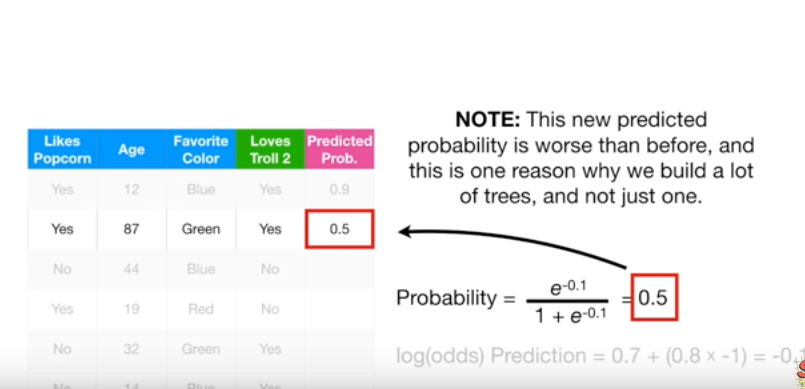 NOTE: This new predicted
probability is worse than before, and
this is one reason why we build a lot
of trees, and not just one.
Likes Popcorn Age Favorite Color Loves Troll 2 Predicted Prob.
Yes 12 Blue Yes 0.9
Yes 87 Green Yes 0.5
No 44 Blue No
Yes 19 Red No
No 32 Green Yes
No 14 Blue Yes
Probability = e^-0.1 / 1 + e^-0.1 = 0.5
log(odds) Prediction = 0.7 + (0.8 × -1) = -0.1